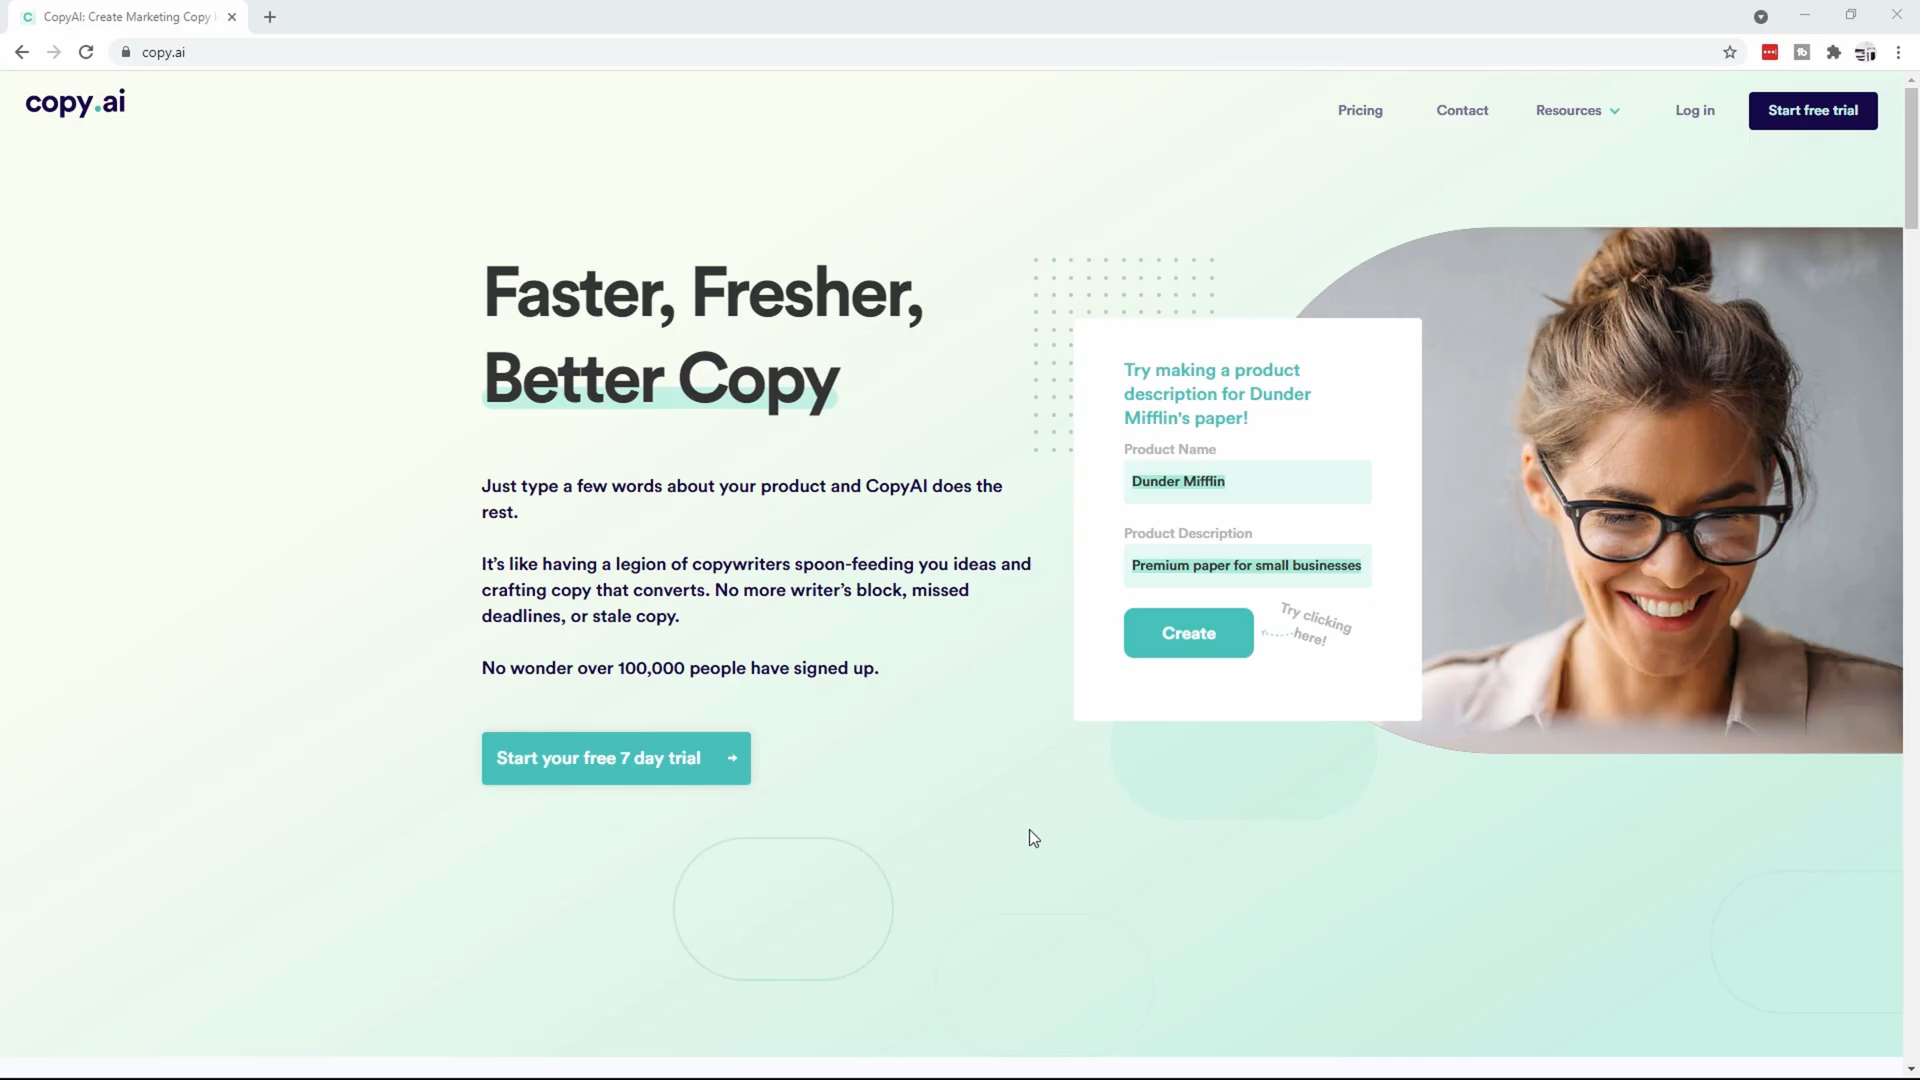 CopyAI: Create Marketing Copy
copy.ai
copy.ai
Pricing
Contact
Resources
Log in
Start free trial
Faster, Fresher,
Better Copy
Just type a few words about your product and CopyAI does the
rest.
It’s like having a legion of copywriters spoon-feeding you ideas and
crafting copy that converts. No more writer’s block, missed
deadlines, or stale copy.
No wonder over 100,000 people have signed up.
Start your free 7 day trial
Try making a product
description for Dunder
Mifflin's paper!
Product Name
Dunder Mifflin
Product Description
Premium paper for small businesses
Create
Try clicking
here!